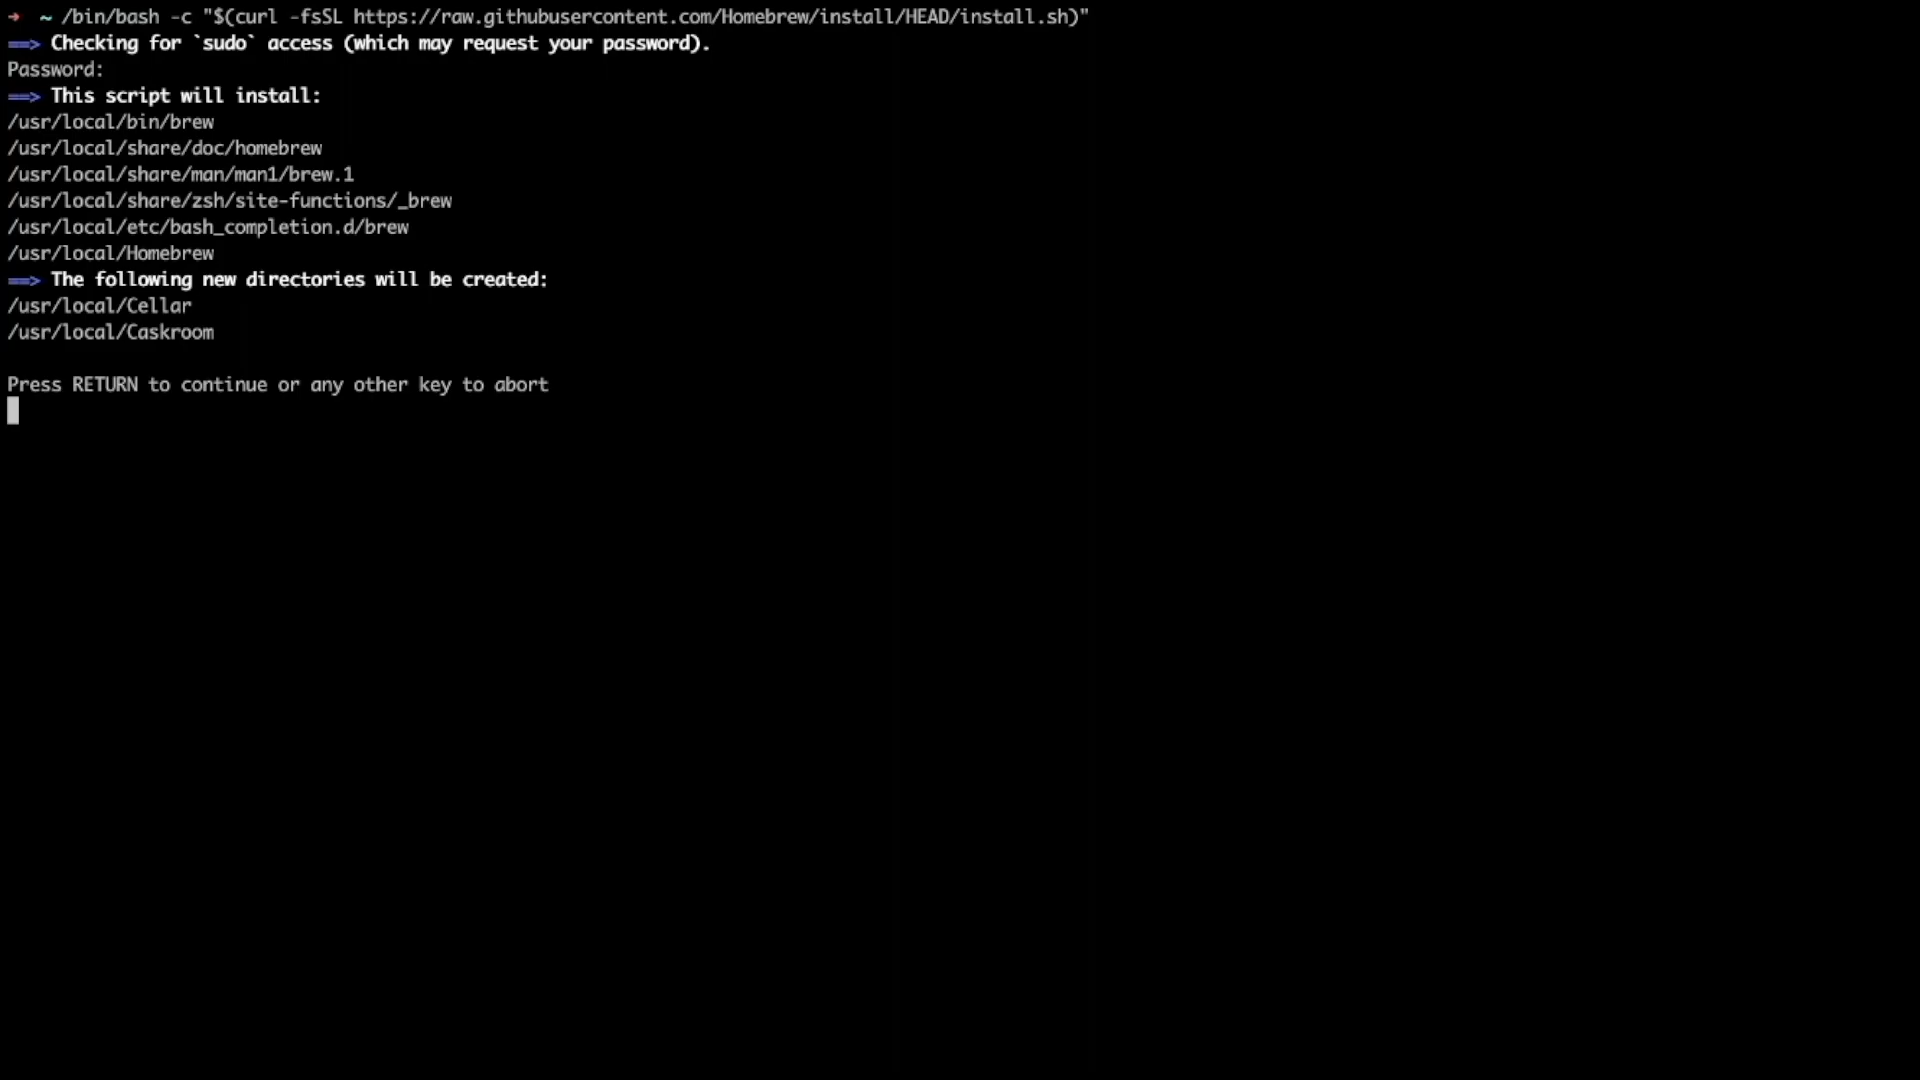 ➜  ~ /bin/bash -c "$(curl -fsSL https://raw.githubusercontent.com/Homebrew/install/HEAD/install.sh)"
==> Checking for `sudo` access (which may request your password).
Password:
==> This script will install:
/usr/local/bin/brew
/usr/local/share/doc/homebrew
/usr/local/share/man/man1/brew.1
/usr/local/share/zsh/site-functions/_brew
/usr/local/etc/bash_completion.d/brew
/usr/local/Homebrew
==> The following new directories will be created:
/usr/local/Cellar
/usr/local/Caskroom
Press RETURN to continue or any other key to abort